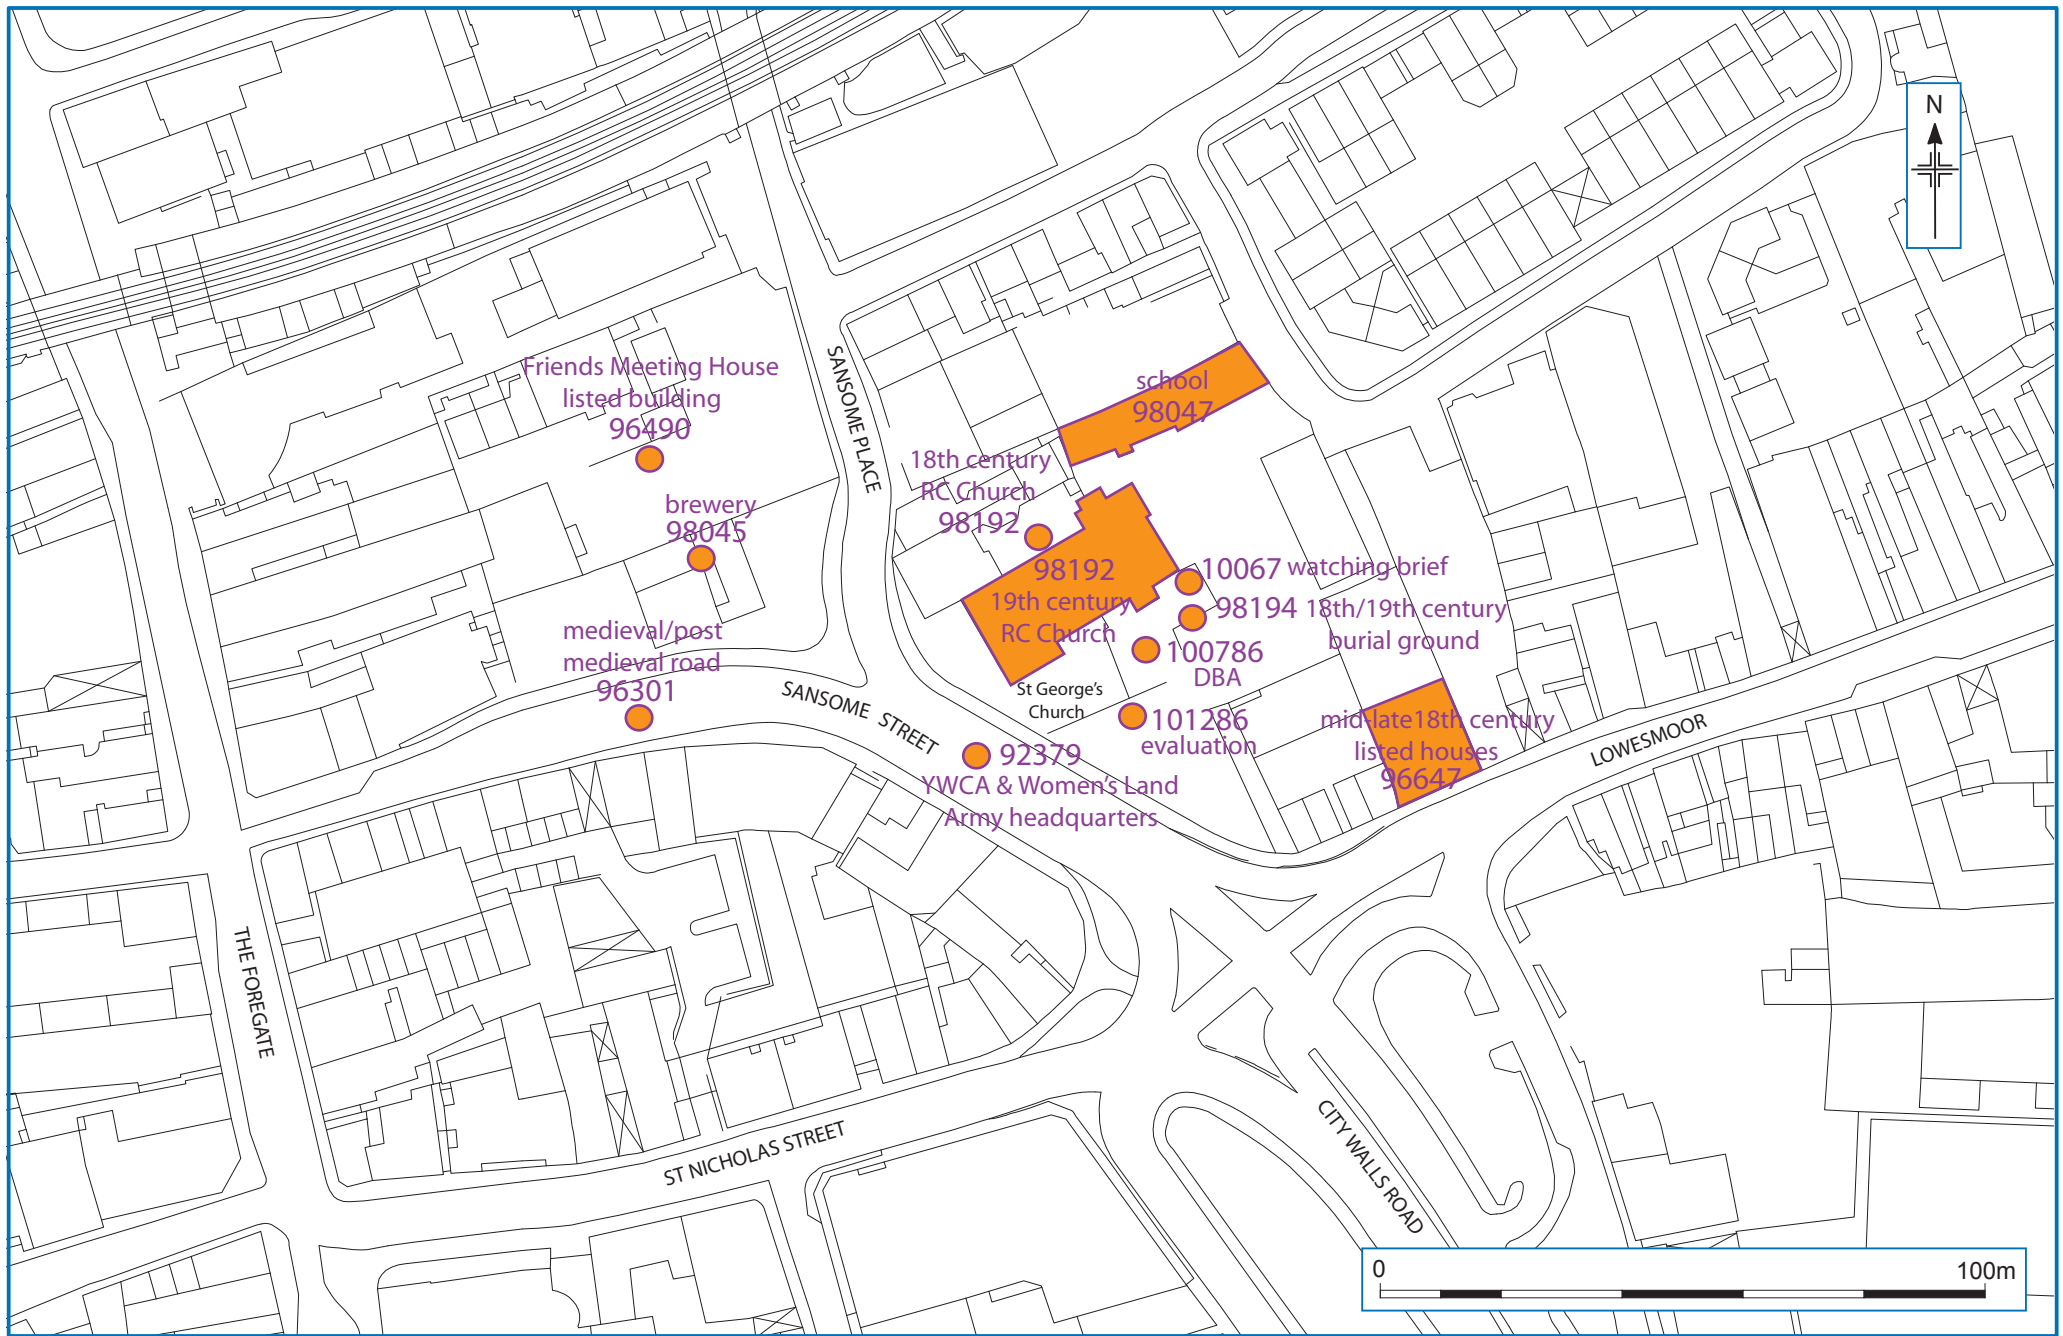 N
Friends Meeting House
listed building
96490
SANSOME PLACE
school
98047
18th century
RC Church
98192
brewery
98045
98192
19th century
RC Church
10067 watching brief
98194 18th/19th century
burial ground
medieval/post
medieval road
96301
100786
DBA
St George's
Church
SANSOME STREET
101286
evaluation
mid-late18th century
listed houses
96647
LOWESMOOR
92379
YWCA & Women's Land
Army headquarters
THE FOREGATE
ST NICHOLAS STREET
CITY WALLS ROAD
0 100m